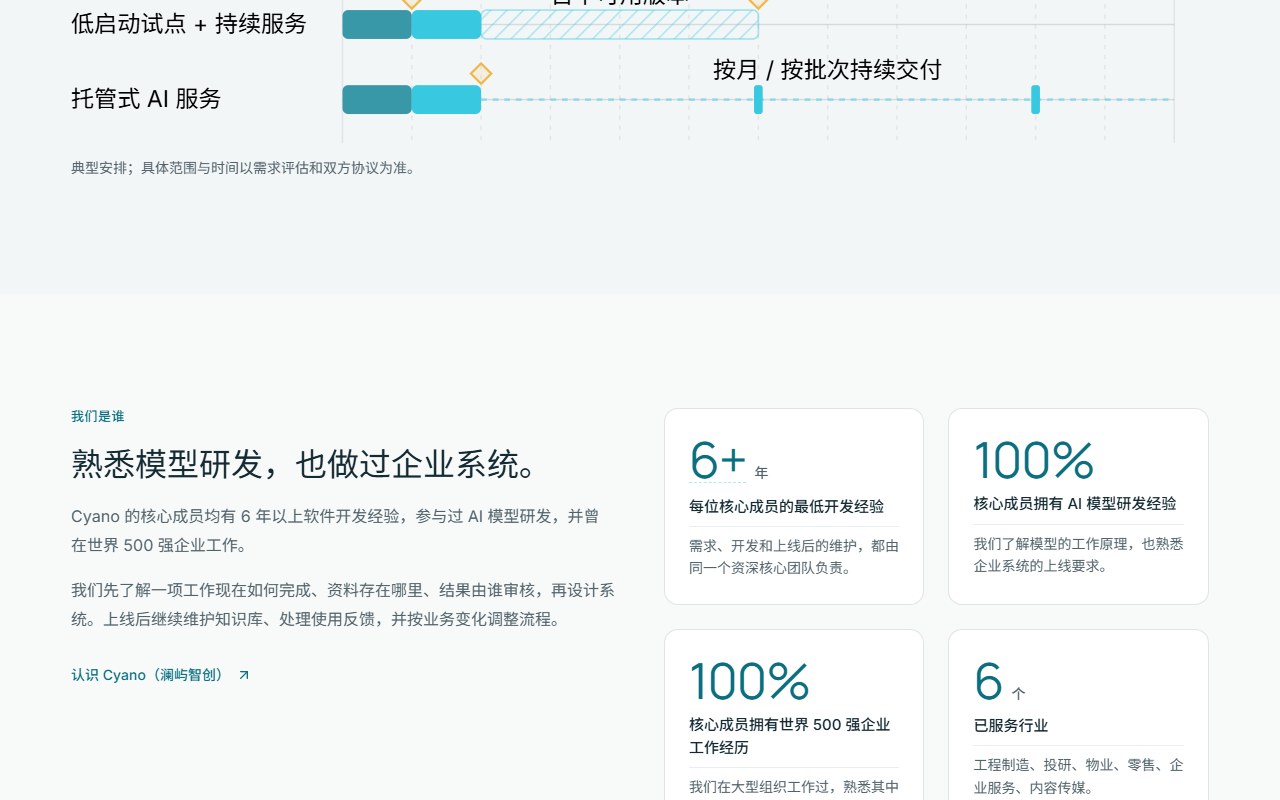 低启动试点 + 持续服务
按月 / 按批次持续交付
托管式 AI 服务
典型安排；具体范围与时间以需求评估和双方协议为准。
我们是谁
熟悉模型研发，也做过企业系统。
Cyano 的核心成员均有 6 年以上软件开发经验，参与过 AI 模型研发，并曾
在世界 500 强企业工作。
我们先了解一项工作现在如何完成、资料存在哪里、结果由谁审核，再设计系
统。上线后继续维护知识库、处理使用反馈，并按业务变化调整流程。
认识 Cyano（澜屿智创）
6+ 年
每位核心成员的最低开发经验
需求、开发和上线后的维护，都由
同一个资深核心团队负责。
100%
核心成员拥有 AI 模型研发经验
我们了解模型的工作原理，也熟悉
企业系统的上线要求。
100%
核心成员拥有世界 500 强企业
工作经历
我们在大型组织工作过，熟悉其中
6 个
已服务行业
工程制造、投研、物业、零售、企
业服务、内容传媒。